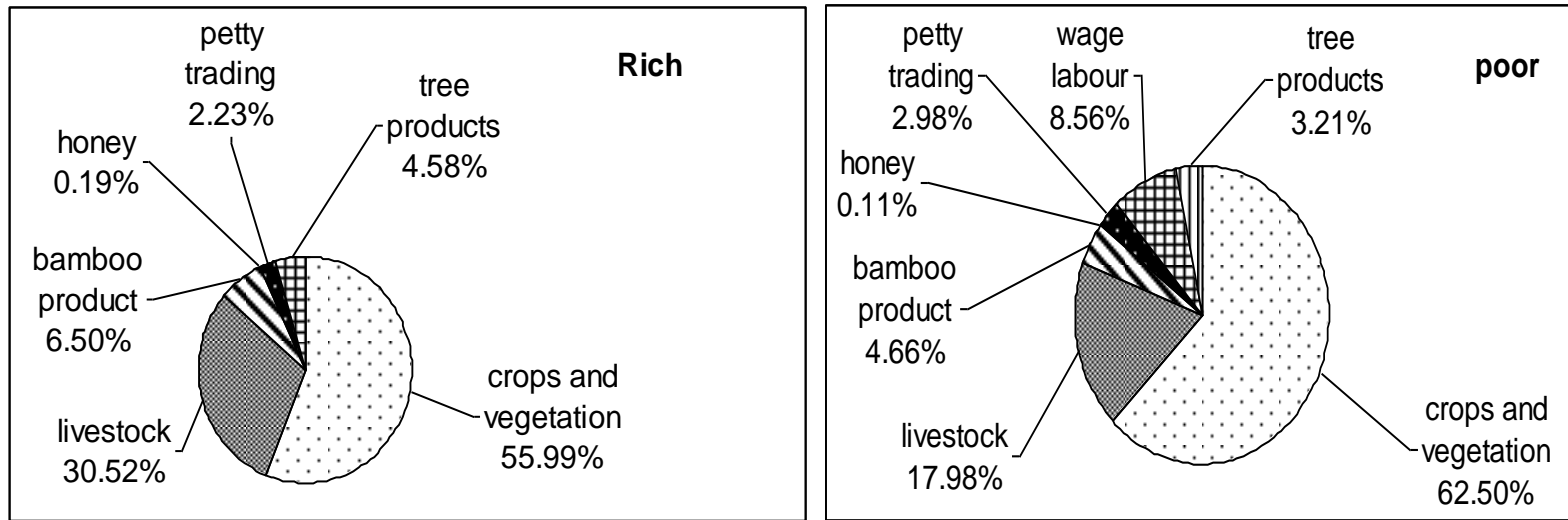 Rich
petty
trading
2.23%
tree
products
4.58%
honey
0.19%
bamboo
product
6.50%
livestock
30.52%
crops and
vegetation
55.99%
poor
petty
trading
2.98%
wage
labour
8.56%
tree
products
3.21%
honey
0.11%
bamboo
product
4.66%
livestock
17.98%
crops and
vegetation
62.50%